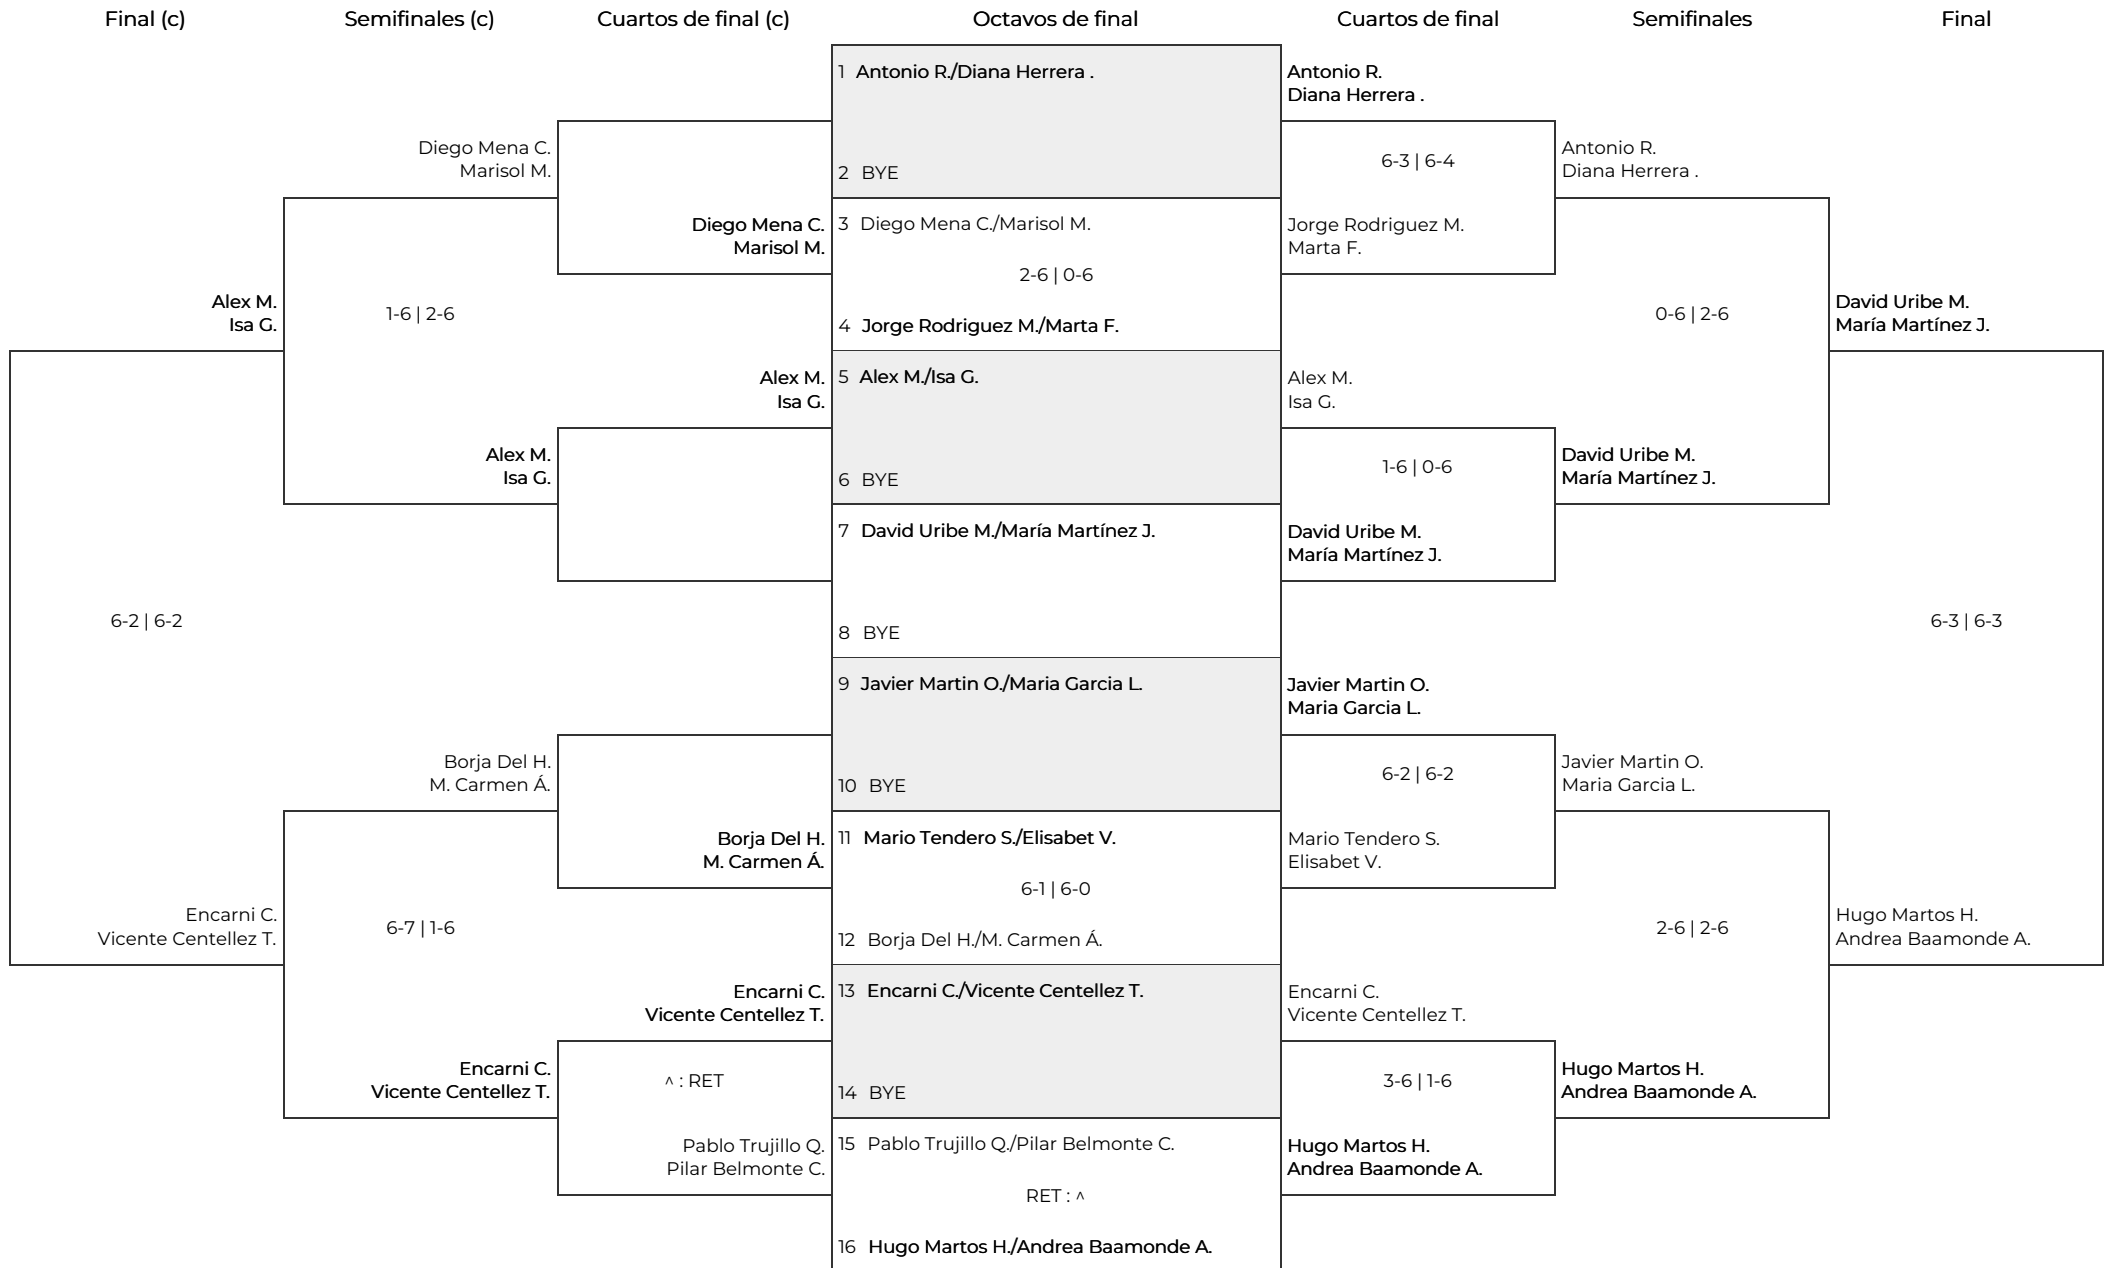 Final (c)
Semifinales (c)
Cuartos de final (c)
Octavos de final
Cuartos de final
Semifinales
Final
Alex M.
Isa G.
6-2 | 6-2
Encarni C.
Vicente Centellez T.
Diego Mena C.
Marisol M.
1-6 | 2-6
Alex M.
Isa G.
Borja Del H.
M. Carmen Á.
6-7 | 1-6
Encarni C.
Vicente Centellez T.
Diego Mena C.
Marisol M.
Alex M.
Isa G.
Borja Del H.
M. Carmen Á.
Encarni C.
Vicente Centellez T.
^ : RET
Pablo Trujillo Q.
Pilar Belmonte C.
1 Antonio R./Diana Herrera .
2 BYE
3 Diego Mena C./Marisol M.
2-6 | 0-6
4 Jorge Rodriguez M./Marta F.
5 Alex M./Isa G.
6 BYE
7 David Uribe M./María Martínez J.
8 BYE
9 Javier Martin O./Maria Garcia L.
10 BYE
11 Mario Tendero S./Elisabet V.
6-1 | 6-0
12 Borja Del H./M. Carmen Á.
13 Encarni C./Vicente Centellez T.
14 BYE
15 Pablo Trujillo Q./Pilar Belmonte C.
RET : ^
16 Hugo Martos H./Andrea Baamonde A.
Antonio R.
Diana Herrera .
6-3 | 6-4
Jorge Rodriguez M.
Marta F.
Alex M.
Isa G.
1-6 | 0-6
David Uribe M.
María Martínez J.
Javier Martin O.
Maria Garcia L.
6-2 | 6-2
Mario Tendero S.
Elisabet V.
Encarni C.
Vicente Centellez T.
3-6 | 1-6
Hugo Martos H.
Andrea Baamonde A.
Antonio R.
Diana Herrera .
0-6 | 2-6
David Uribe M.
María Martínez J.
Javier Martin O.
Maria Garcia L.
2-6 | 2-6
Hugo Martos H.
Andrea Baamonde A.
David Uribe M.
María Martínez J.
6-3 | 6-3
Hugo Martos H.
Andrea Baamonde A.